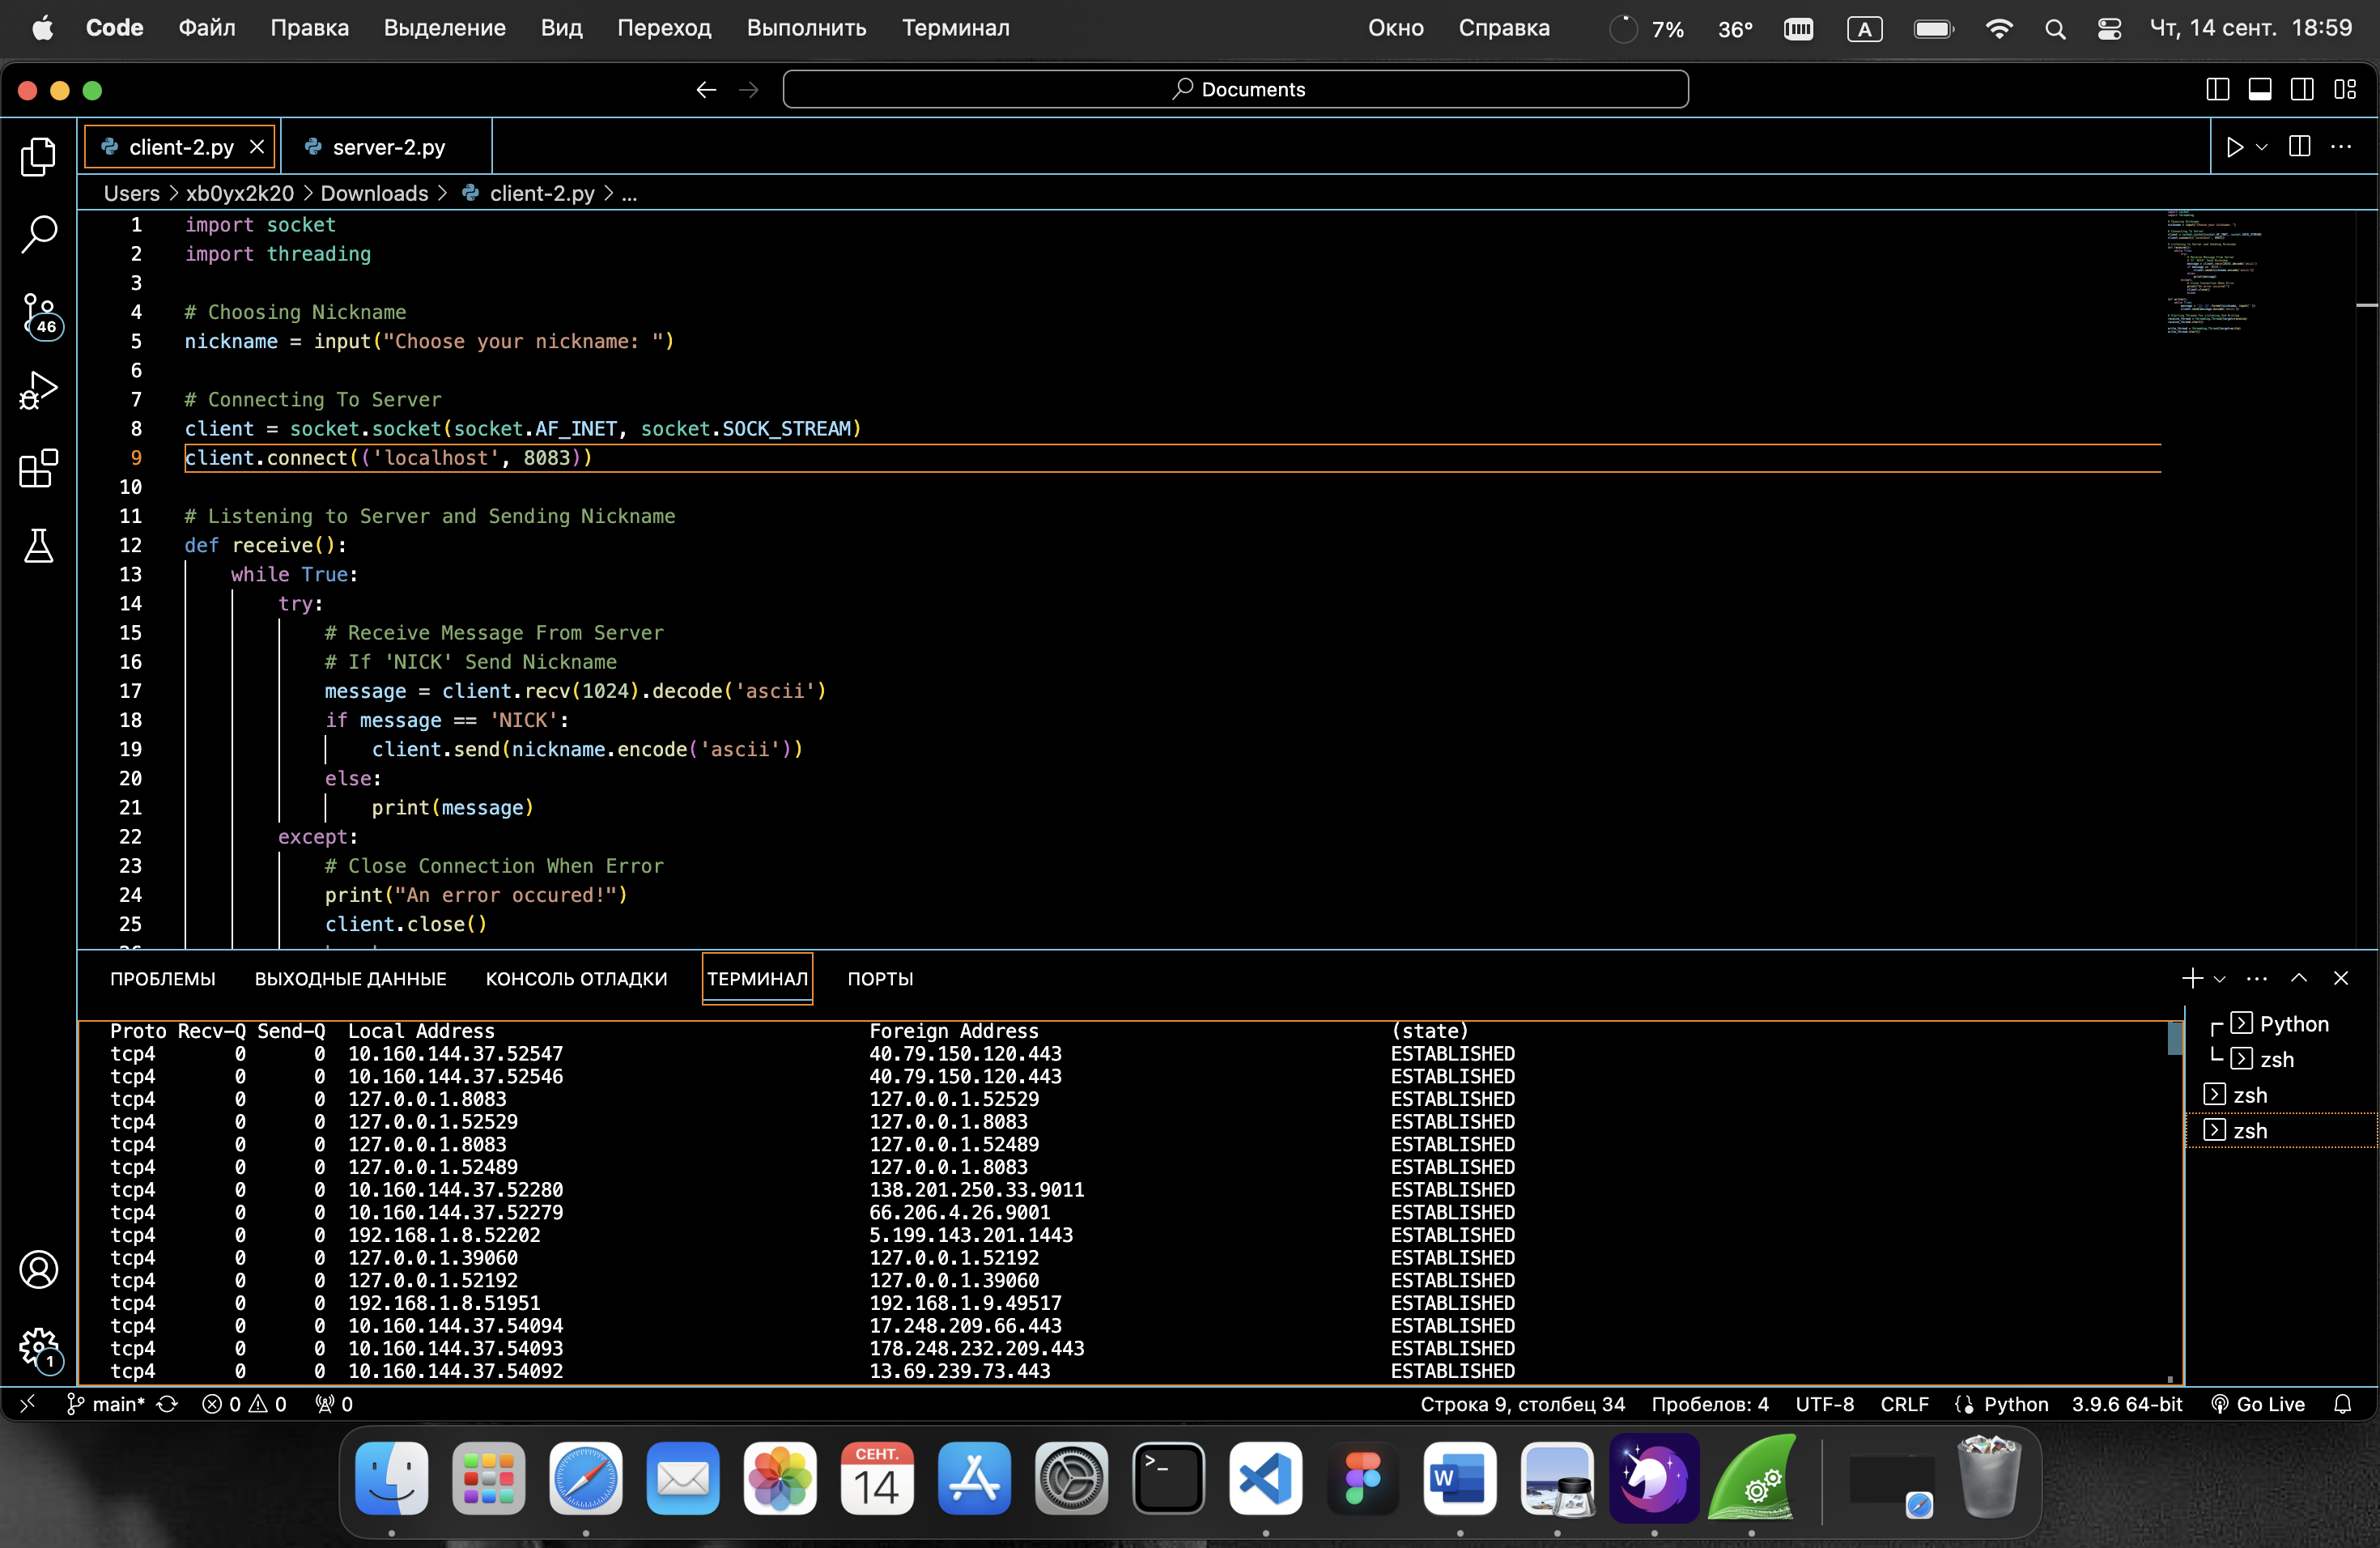 Code Файл Правка Выделение Вид Переход Выполнить Терминал Окно Справка 7% 36° A Чт, 14 сент. 18:59
Documents
client-2.py server-2.py
Users > xb0yx2k20 > Downloads > client-2.py > ...
1 import socket
2 import threading
3
4 # Choosing Nickname
5 nickname = input("Choose your nickname: ")
6
7 # Connecting To Server
8 client = socket.socket(socket.AF_INET, socket.SOCK_STREAM)
9 client.connect(('localhost', 8083))
10
11 # Listening to Server and Sending Nickname
12 def receive():
13 while True:
14 try:
15 # Receive Message From Server
16 # If 'NICK' Send Nickname
17 message = client.recv(1024).decode('ascii')
18 if message == 'NICK':
19 client.send(nickname.encode('ascii'))
20 else:
21 print(message)
22 except:
23 # Close Connection When Error
24 print("An error occured!")
25 client.close()
46
ПРОБЛЕМЫ ВЫХОДНЫЕ ДАННЫЕ КОНСОЛЬ ОТЛАДКИ ТЕРМИНАЛ ПОРТЫ
Proto Recv-Q Send-Q Local Address Foreign Address (state)
tcp4 0 0 10.160.144.37.52547 40.79.150.120.443 ESTABLISHED
tcp4 0 0 10.160.144.37.52546 40.79.150.120.443 ESTABLISHED
tcp4 0 0 127.0.0.1.8083 127.0.0.1.52529 ESTABLISHED
tcp4 0 0 127.0.0.1.52529 127.0.0.1.8083 ESTABLISHED
tcp4 0 0 127.0.0.1.8083 127.0.0.1.52489 ESTABLISHED
tcp4 0 0 127.0.0.1.52489 127.0.0.1.8083 ESTABLISHED
tcp4 0 0 10.160.144.37.52280 138.201.250.33.9011 ESTABLISHED
tcp4 0 0 10.160.144.37.52279 66.206.4.26.9001 ESTABLISHED
tcp4 0 0 192.168.1.8.52202 5.199.143.201.1443 ESTABLISHED
tcp4 0 0 127.0.0.1.39060 127.0.0.1.52192 ESTABLISHED
tcp4 0 0 127.0.0.1.52192 127.0.0.1.39060 ESTABLISHED
tcp4 0 0 192.168.1.8.51951 192.168.1.9.49517 ESTABLISHED
tcp4 0 0 10.160.144.37.54094 17.248.209.66.443 ESTABLISHED
tcp4 0 0 10.160.144.37.54093 178.248.232.209.443 ESTABLISHED
tcp4 0 0 10.160.144.37.54092 13.69.239.73.443 ESTABLISHED
Python
zsh
zsh
zsh
1
main* 0 0 0 Строка 9, столбец 34 Пробелов: 4 UTF-8 CRLF Python 3.9.6 64-bit Go Live
СЕНТ.
14
>_
W